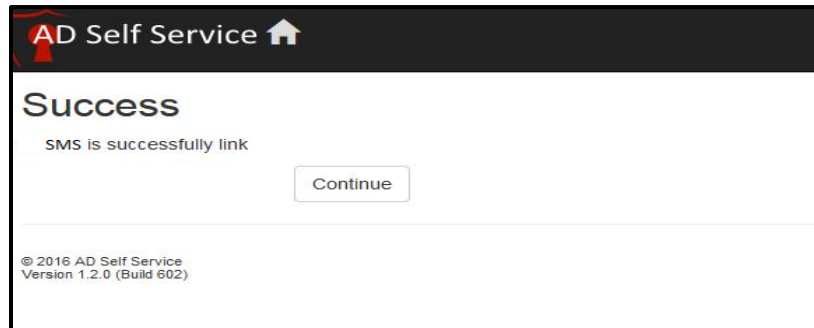 AD Self Service
Success
SMS is successfully link
Continue
© 2016 AD Self Service
Version 1.2.0 (Build 602)